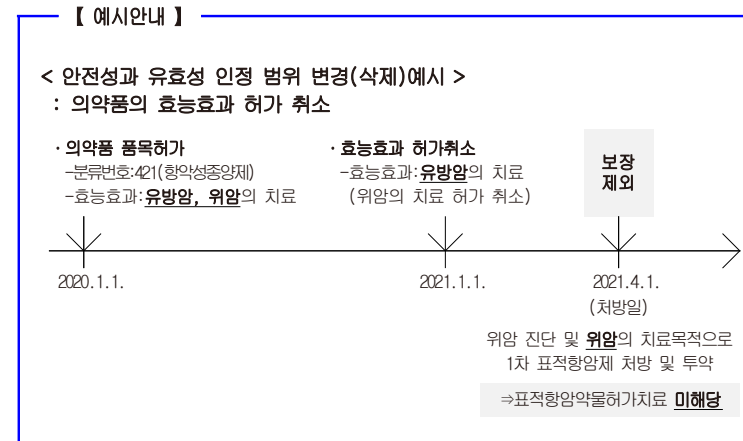 【 예시안내 】
< 안전성과 유효성 인정 범위 변경(삭제)예시 >
: 의약품의 효능효과 허가 취소
· 의약품 품목허가
-분류번호:421(항악성종양제)
-효능효과:유방암, 위암의 치료
· 효능효과 허가취소
-효능효과:유방암의 치료
(위암의 치료 허가 취소)
보장
제외
2020.1.1.
2021.1.1.
2021.4.1.
(처방일)
위암 진단 및 위암의 치료목적으로
1차 표적항암제 처방 및 투약
⇒표적항암약물허가치료 미해당